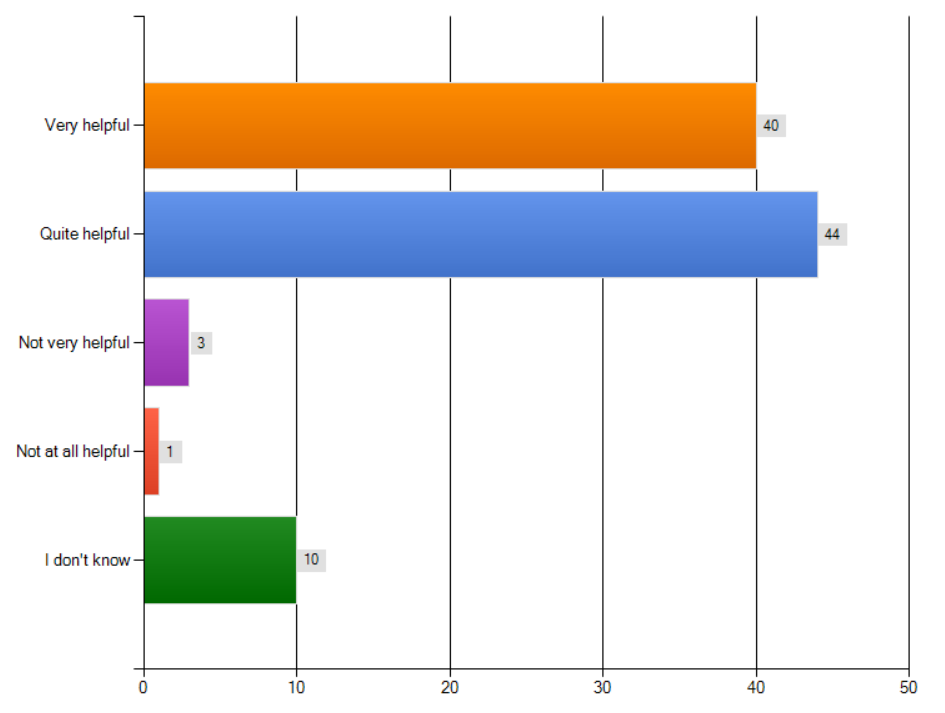 Very helpful 40
Quite helpful 44
Not very helpful 3
Not at all helpful 1
I don't know 10
0 10 20 30 40 50